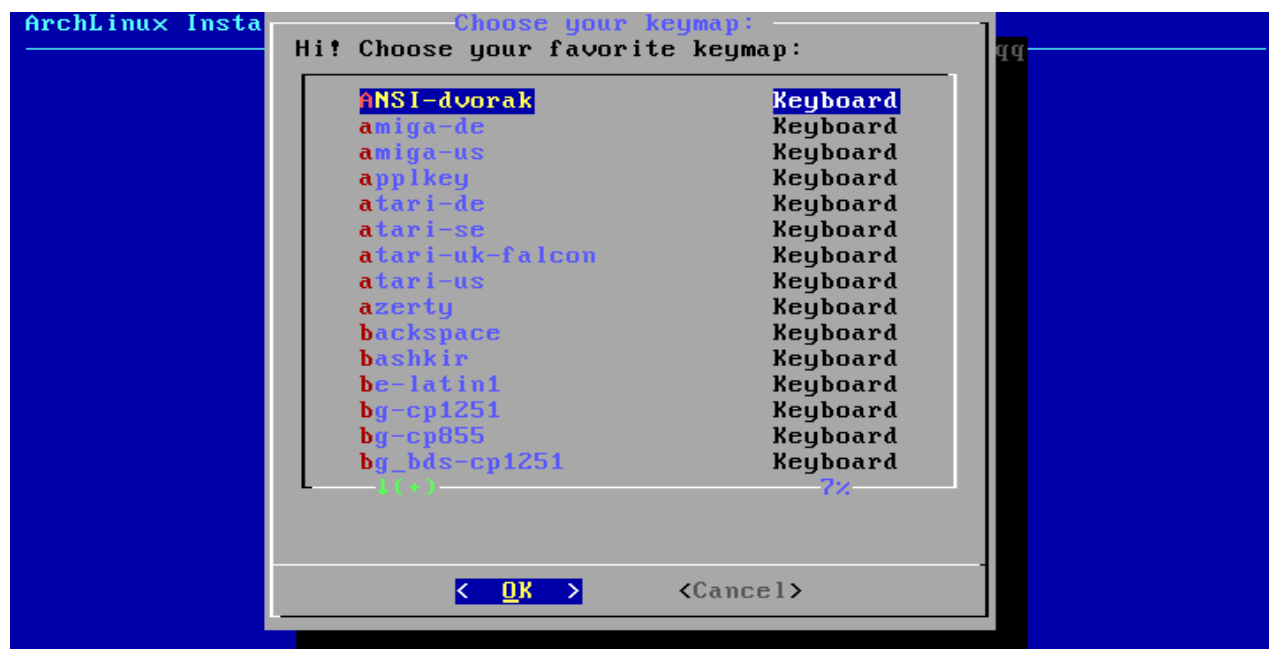 ArchLinux Insta
Choose your keymap:
Hi! Choose your favorite keymap:
qq
ANSI-dvorak Keyboard
amiga-de Keyboard
amiga-us Keyboard
applkey Keyboard
atari-de Keyboard
atari-se Keyboard
atari-uk-falcon Keyboard
atari-us Keyboard
azerty Keyboard
backspace Keyboard
bashkir Keyboard
be-latin1 Keyboard
bg-cp1251 Keyboard
bg-cp855 Keyboard
bg_bds-cp1251 Keyboard
↓(+) 7%
< OK > <Cancel>